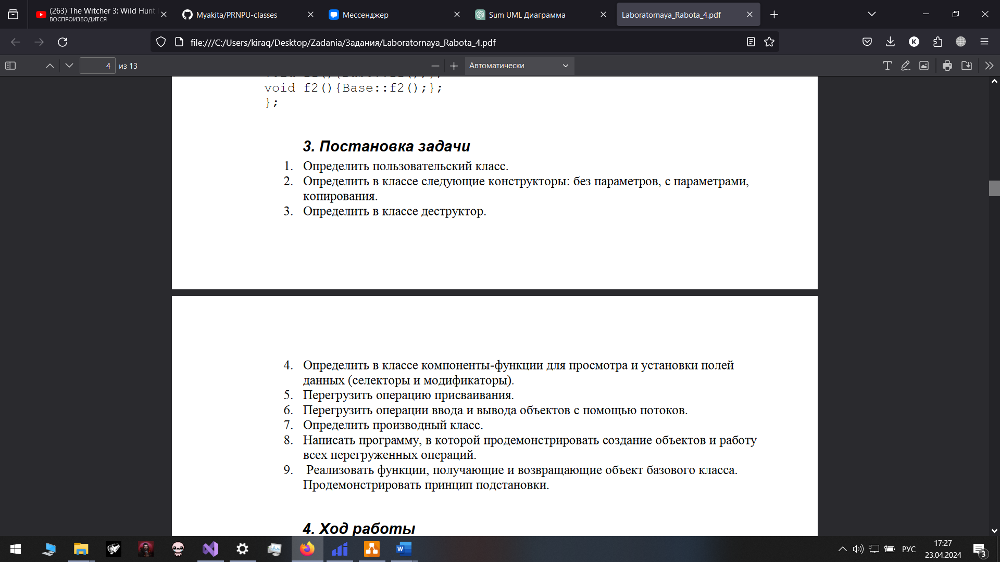 (263) The Witcher 3: Wild Hunt
ВОСПРОИЗВОДИТСЯ
Myakita/PRNPU-classes
Мессенджер
Sum UML Диаграмма
Laboratornaya_Rabota_4.pdf
file:///C:/Users/kiraq/Desktop/Zadania/Задания/Laboratornaya_Rabota_4.pdf
K
4 из 13
Автоматически
void f2(){Base::f2();};
};
3. Постановка задачи
1. Определить пользовательский класс.
2. Определить в классе следующие конструкторы: без параметров, с параметрами,
копирования.
3. Определить в классе деструктор.
4. Определить в классе компоненты-функции для просмотра и установки полей
данных (селекторы и модификаторы).
5. Перегрузить операцию присваивания.
6. Перегрузить операции ввода и вывода объектов с помощью потоков.
7. Определить производный класс.
8. Написать программу, в которой продемонстрировать создание объектов и работу
всех перегруженных операций.
9. Реализовать функции, получающие и возвращающие объект базового класса.
Продемонстрировать принцип подстановки.
4. Ход работы
РУС
17:27
23.04.2024
3